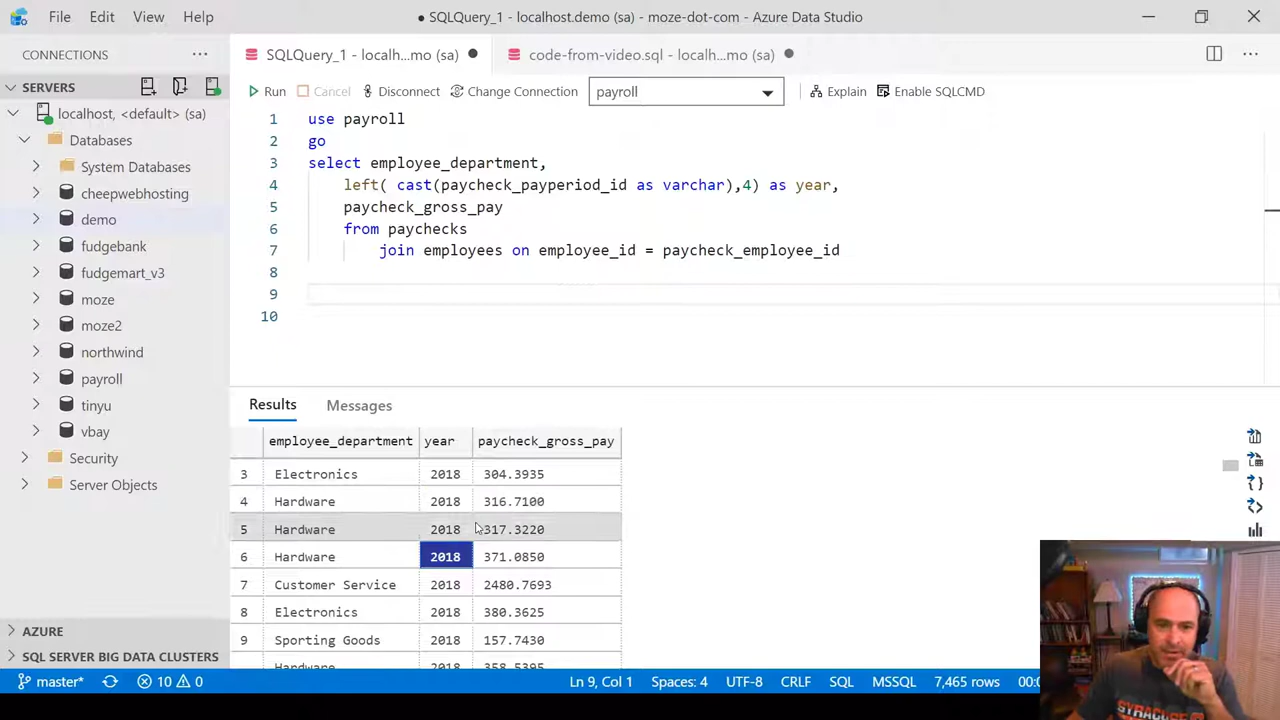 File Edit View Help
● SQLQuery_1 - localhost.demo (sa) - moze-dot-com - Azure Data Studio
CONNECTIONS
SQLQuery_1 - localh...mo (sa) ●
code-from-video.sql - localh...mo (sa) ●
SERVERS
Run Cancel Disconnect Change Connection payroll Explain Enable SQLCMD
localhost, <default> (sa)
Databases
System Databases
cheepwebhosting
demo
fudgebank
fudgemart_v3
moze
moze2
northwind
payroll
tinyu
vbay
Security
Server Objects
AZURE
SQL SERVER BIG DATA CLUSTERS
1 use payroll
2 go
3 select employee_department,
4 left( cast(paycheck_payperiod_id as varchar),4) as year,
5 paycheck_gross_pay
6 from paychecks
7 join employees on employee_id = paycheck_employee_id
8
9
10
Results Messages
employee_department year paycheck_gross_pay
3 Electronics 2018 304.3935
4 Hardware 2018 316.7100
5 Hardware 2018 317.3220
6 Hardware 2018 371.0850
7 Customer Service 2018 2480.7693
8 Electronics 2018 380.3625
9 Sporting Goods 2018 157.7430
Hardware 2018 358.5395
master* 10 0 Ln 9, Col 1 Spaces: 4 UTF-8 CRLF SQL MSSQL 7,465 rows
SYRACUSE